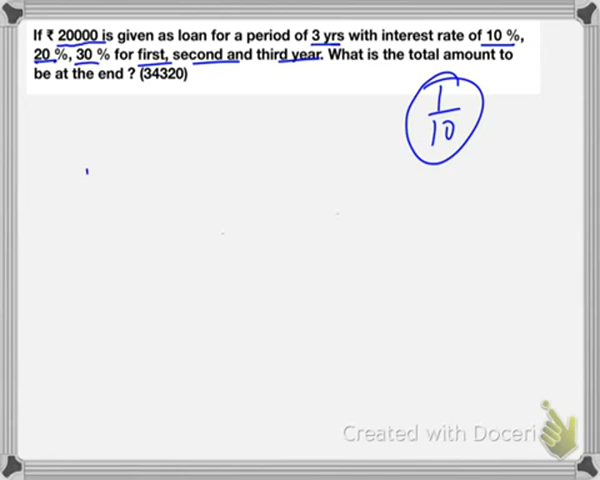 If ₹ 20000 is given as loan for a period of 3 yrs with interest rate of 10 %,
20 %, 30 % for first, second and third year. What is the total amount to
be at the end ? (34320)
1
10
Created with Doceri